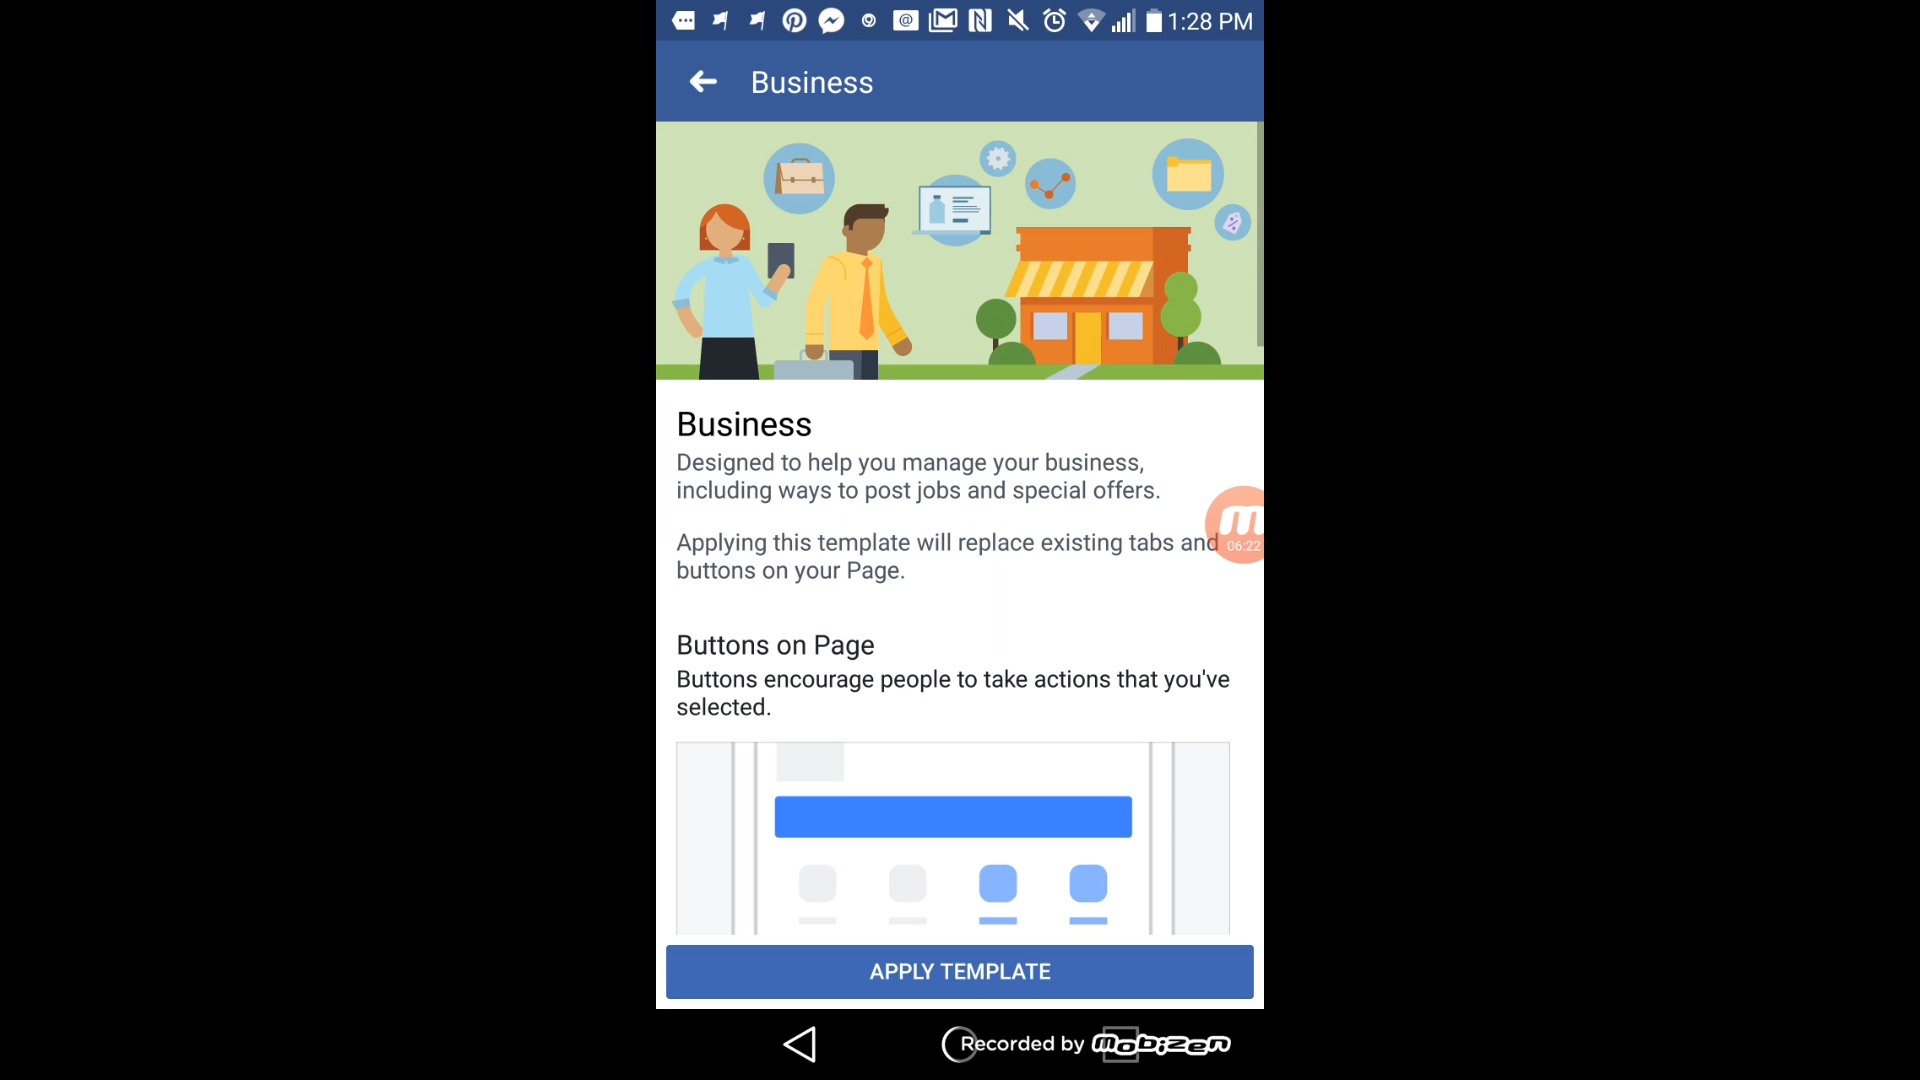 1:28 PM
Business
Business
Designed to help you manage your business,
including ways to post jobs and special offers.
Applying this template will replace existing tabs and
buttons on your Page.
06:22
Buttons on Page
Buttons encourage people to take actions that you've
selected.
APPLY TEMPLATE
Recorded by mobizen